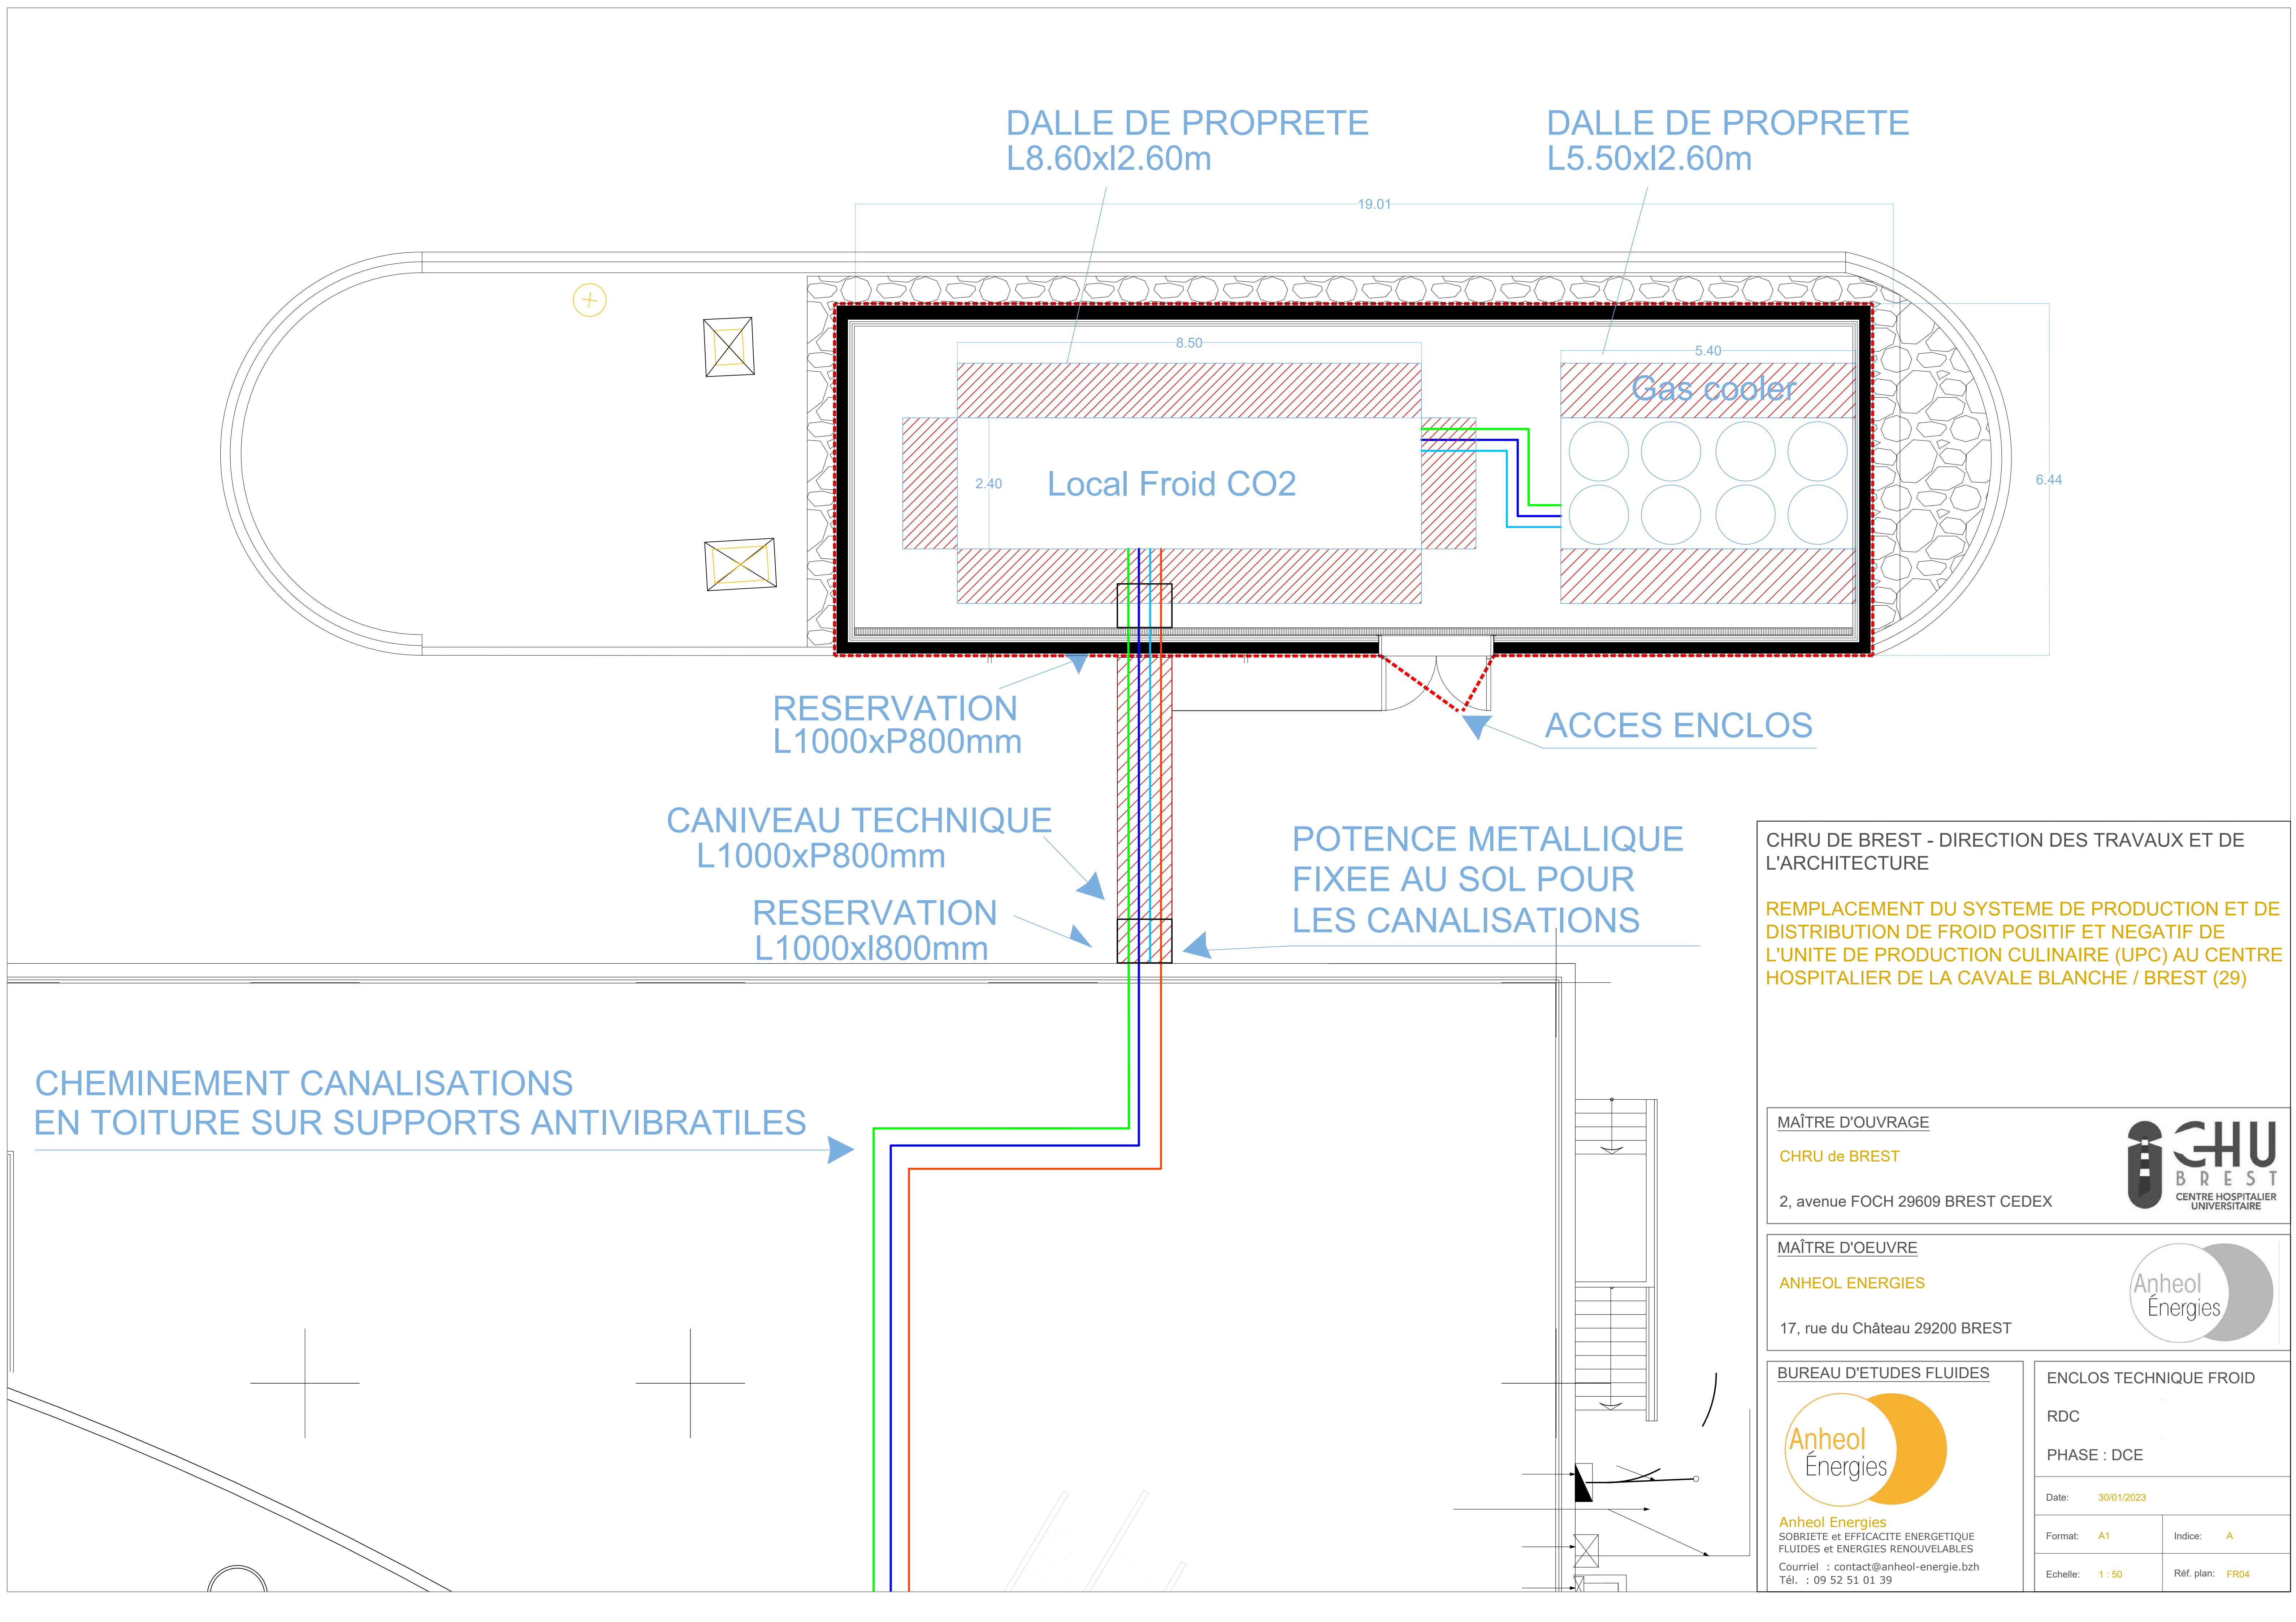 DALLE DE PROPRETE
L8.60xl2.60m
DALLE DE PROPRETE
L5.50xl2.60m
19.01
8.50
5.40
Gas cooler
2.40
Local Froid CO2
6.44
RESERVATION
L1000xP800mm
ACCES ENCLOS
CANIVEAU TECHNIQUE
L1000xP800mm
RESERVATION
L1000xl800mm
POTENCE METALLIQUE
FIXEE AU SOL POUR
LES CANALISATIONS
CHEMINEMENT CANALISATIONS
EN TOITURE SUR SUPPORTS ANTIVIBRATILES
CHRU DE BREST - DIRECTION DES TRAVAUX ET DE
L'ARCHITECTURE
REMPLACEMENT DU SYSTEME DE PRODUCTION ET DE
DISTRIBUTION DE FROID POSITIF ET NEGATIF DE
L'UNITE DE PRODUCTION CULINAIRE (UPC) AU CENTRE
HOSPITALIER DE LA CAVALE BLANCHE / BREST (29)
MAÎTRE D'OUVRAGE
CHRU de BREST
2, avenue FOCH 29609 BREST CEDEX
CHU
BREST
CENTRE HOSPITALIER
UNIVERSITAIRE
MAÎTRE D'OEUVRE
ANHEOL ENERGIES
17, rue du Château 29200 BREST
Anheol
Énergies
BUREAU D'ETUDES FLUIDES
Anheol
Énergies
Anheol Energies
SOBRIETE et EFFICACITE ENERGETIQUE
FLUIDES et ENERGIES RENOUVELABLES
Courriel : contact@anheol-energie.bzh
Tél. : 09 52 51 01 39
ENCLOS TECHNIQUE FROID
RDC
PHASE : DCE
Date: 30/01/2023
Format: A1 Indice: A
Echelle: 1 : 50 Réf. plan: FR04